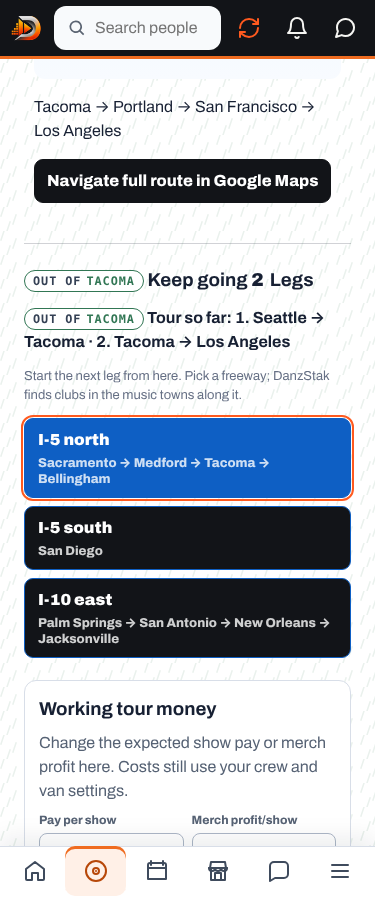 Search people
Tacoma → Portland → San Francisco →
Los Angeles
Navigate full route in Google Maps
OUT OF TACOMA Keep going 2 Legs
OUT OF TACOMA Tour so far: 1. Seattle →
Tacoma · 2. Tacoma → Los Angeles
Start the next leg from here. Pick a freeway; DanzStak
finds clubs in the music towns along it.
I-5 north
Sacramento → Medford → Tacoma →
Bellingham
I-5 south
San Diego
I-10 east
Palm Springs → San Antonio → New Orleans →
Jacksonville
Working tour money
Change the expected show pay or merch
profit here. Costs still use your crew and
van settings.
Pay per show
Merch profit/show